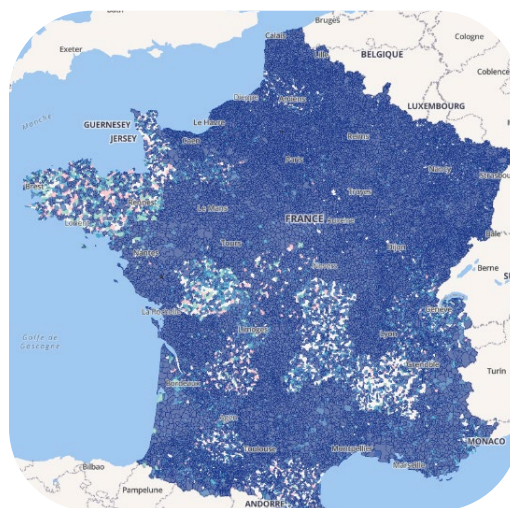 Bruges
Exeter
Calais
Lille
Cologne
BELGIQUE
Coblence
Manche
Dieppe
Amiens
LUXEMBOURG
GUERNESEY
Le Havre
JERSEY
Caen
Reims
Paris
Nancy
Strasbou
Brest
Rennes
Troyes
Le Mans
FRANCE
Auxerre
Bâle
Nantes
Tours
Dijon
Berne
Nevers
La Rochelle
Genève
Golfe de
Gascogne
Limoges
Lyon
Grenoble
Turin
Bordeaux
Agen
MONACO
Toulouse
Montpellier
Marseille
Bilbao
Pampelune
ANDORRE